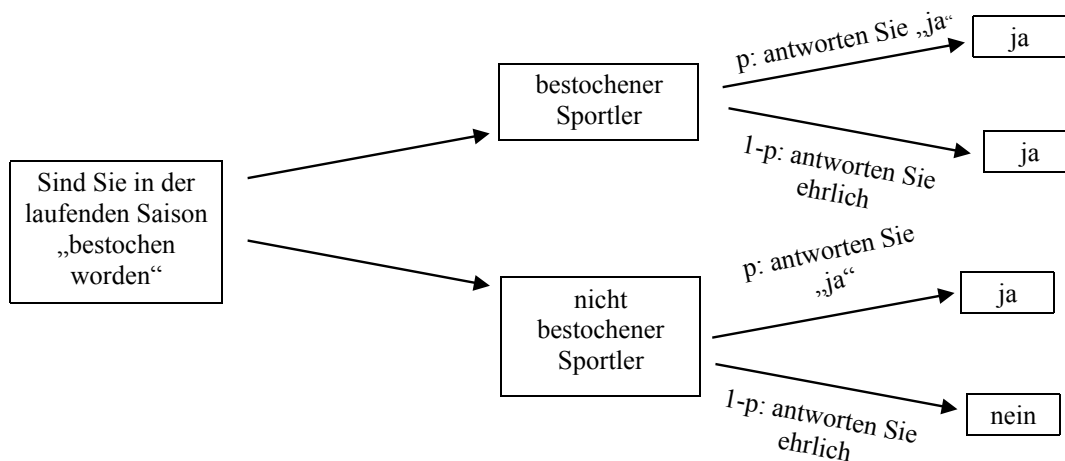 Sind Sie in der
laufenden Saison
„bestochen
worden“
bestochener
Sportler
nicht
bestochener
Sportler
p: antworten Sie „ja“
ja
1-p: antworten Sie
ehrlich
ja
p: antworten Sie
„ja“
ja
1-p: antworten Sie
ehrlich
nein